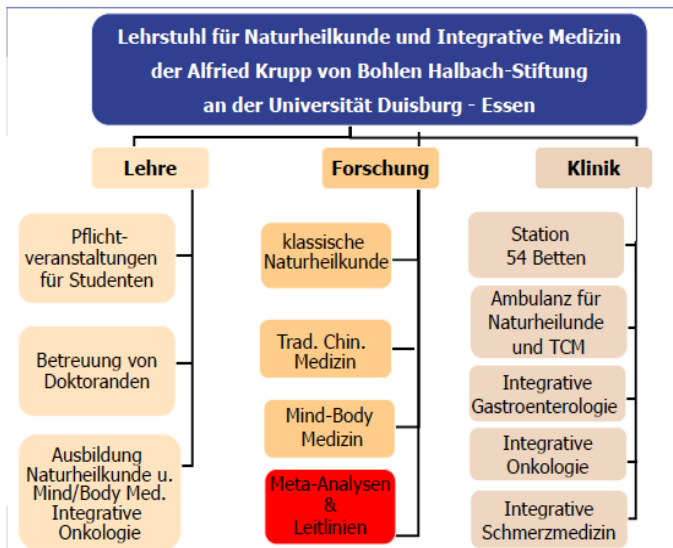 Lehrstuhl für Naturheilkunde und Integrative Medizin
der Alfried Krupp von Bohlen Halbach-Stiftung
an der Universität Duisburg - Essen
Lehre
Pflicht-
veranstaltungen
für Studenten
Betreuung von
Doktoranden
Ausbildung
Naturheilkunde u.
Mind/Body Med.
Integrative
Onkologie
Forschung
klassische
Naturheilkunde
Trad. Chin.
Medizin
Mind-Body
Medizin
Meta-Analysen
&
Leitlinien
Klinik
Station
54 Betten
Ambulanz für
Naturheilunde
und TCM
Integrative
Gastroenterologie
Integrative
Onkologie
Integrative
Schmerzmedizin